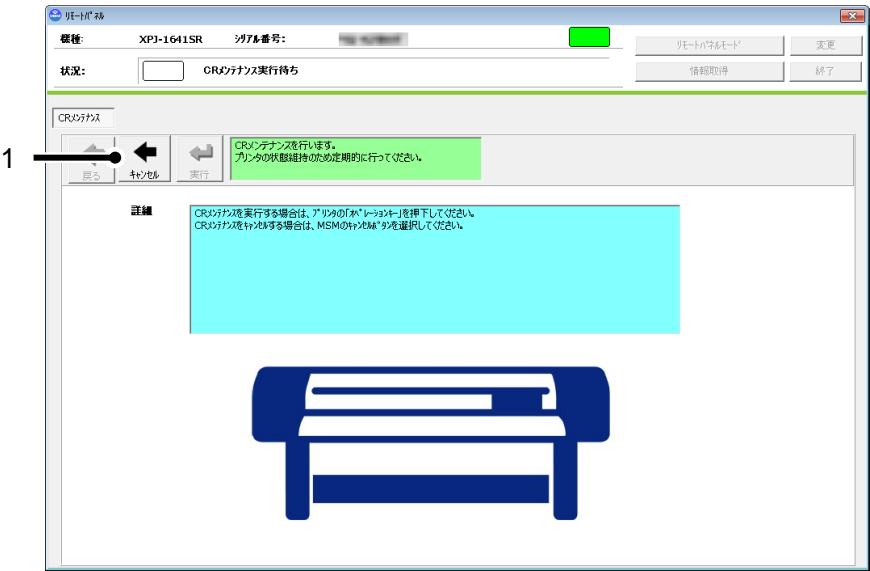 ﾘﾓｰﾄﾊﾟﾈﾙ
機種:
XPJ-1641SR
ｼﾘｱﾙ番号:
ﾘﾓｰﾄﾊﾟﾈﾙﾓｰﾄﾞ
変更
状況:
CRﾒﾝﾃﾅﾝｽ実行待ち
情報取得
終了
CRﾒﾝﾃﾅﾝｽ
1
戻る
ｷｬﾝｾﾙ
実行
CRメンテナンスを行います。
プリンタの状態維持のため定期的に行ってください。
詳細
CRﾒﾝﾃﾅﾝｽを実行する場合は、ﾌﾟﾘﾝﾀの「ｵﾍﾟﾚｰｼｮﾝｷｰ」を押下してください。
CRﾒﾝﾃﾅﾝｽをｷｬﾝｾﾙする場合は、MSMのｷｬﾝｾﾙﾎﾞﾀﾝを選択してください。